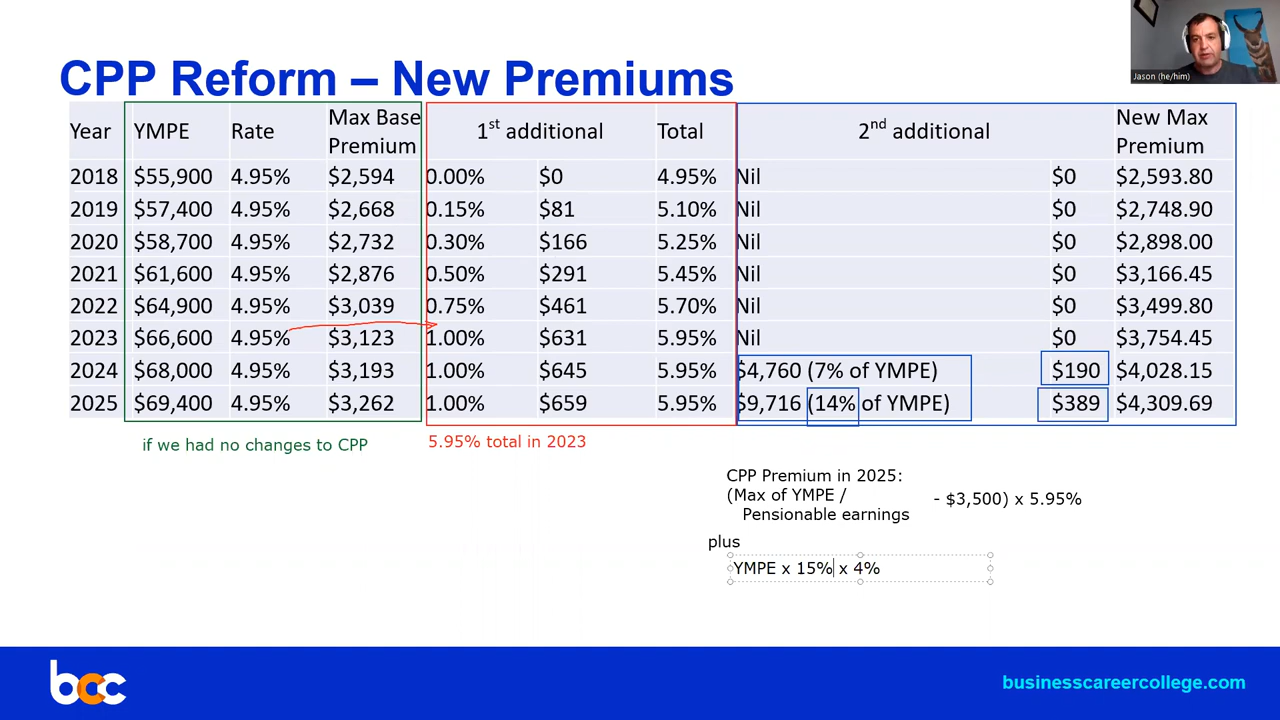 Jason (he/him)
CPP Reform – New Premiums
Year YMPE Rate Max Base Premium 1st additional Total 2nd additional New Max Premium
2018 $55,900 4.95% $2,594 0.00% $0 4.95% Nil $0 $2,593.80
2019 $57,400 4.95% $2,668 0.15% $81 5.10% Nil $0 $2,748.90
2020 $58,700 4.95% $2,732 0.30% $166 5.25% Nil $0 $2,898.00
2021 $61,600 4.95% $2,876 0.50% $291 5.45% Nil $0 $3,166.45
2022 $64,900 4.95% $3,039 0.75% $461 5.70% Nil $0 $3,499.80
2023 $66,600 4.95% $3,123 1.00% $631 5.95% Nil $0 $3,754.45
2024 $68,000 4.95% $3,193 1.00% $645 5.95% $4,760 (7% of YMPE) $190 $4,028.15
2025 $69,400 4.95% $3,262 1.00% $659 5.95% $9,716 (14% of YMPE) $389 $4,309.69
if we had no changes to CPP
5.95% total in 2023
CPP Premium in 2025:
(Max of YMPE /
Pensionable earnings
- $3,500) x 5.95%
plus
YMPE x 15% x 4%
bcc
businesscareercollege.com